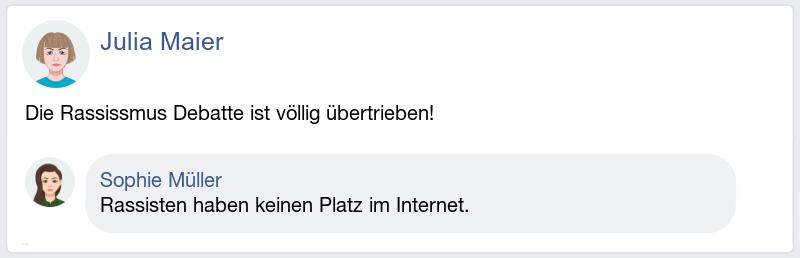 Julia Maier
Die Rassissmus Debatte ist völlig übertrieben!
Sophie Müller
Rassisten haben keinen Platz im Internet.